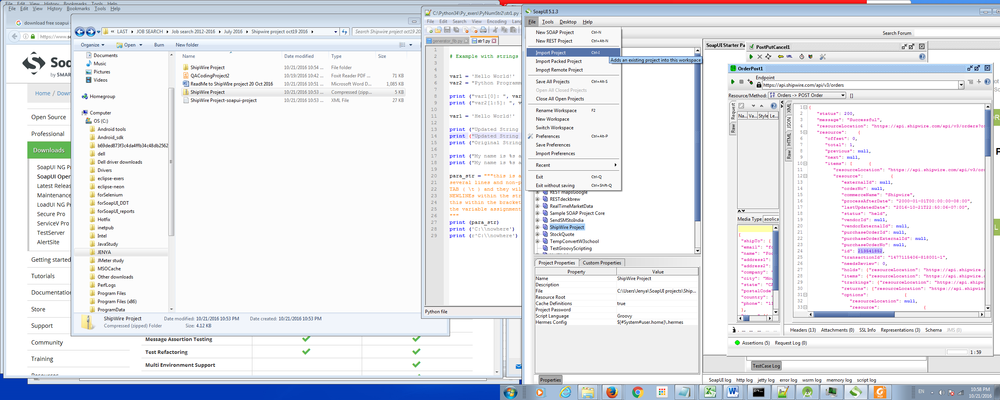 File Edit View History Bookmarks Tools Help
File Edit View History Bookmarks Tools Help
download free soapui
https://www.so
Soa
by SMAR
Home / Down
Open Source
Professional
Downloads
SoapUI NG Pr
SoapUI Open
Latest Releas
Maintenance
LoadUI NG Pr
Secure Pro
ServiceV Pro
TestServer
AlertSite
Getting started
Tutorials
Documentation
Store
Support
Community
Training
Resources
Message Assertion Testing
Test Refactoring
Multi Environment Support
« LAST JOB SEARCH Job search 2012-2016 July 2016 Shipwire project oct19 2016
Search Shipwire project oct19 20
Organize Open Burn New folder
Documents
Music
Pictures
Videos
Homegroup
Computer
OS (C:)
Android tools
Android_sdk
b69ded873f3c4da4ffb34c48db2562
dell
Dell driver downloads
Drivers
eclipse-exers
eclipse-neon
forSelenium
forSoapUI_DDT
forSoapUI_reports
Hotfix
inetpub
Intel
JavaStudy
JENYA
JMeter study
MSOCache
Other downloads
PerfLogs
Program Files
Program Files (x86)
ProgramData
Name Date modified Type Size
ShipWire Project 10/21/2016 10:54 ... File folder
QACodingProject2 10/19/2016 10:42 ... Foxit Reader PDF ... 71 KB
ReadMe to ShipWIre project 20 Oct 2016 10/21/2016 10:51 ... Microsoft Word D... 1,085 KB
ShipWire Project 10/21/2016 10:53 ... Compressed (zipp... 5 KB
ShipWire Project-soapui-project 10/21/2016 10:53 ... XML File 27 KB
ShipWire Project Date modified: 10/21/2016 10:53 PM Date created: 10/21/2016 10:53 PM
Compressed (zipped) Folder Size: 4.12 KB
C:\Python34\Py_exers\PyNumStr2\str1.py -
File Edit Search View Encoding Lang
generator_fib.py str1.py
1
2 # Example with strings
3
4
5 var1 = 'Hello World!'
6 var2 = "Python Programm
7
8 print ("var1[0]: ", var
9 print ("var2[1:5]: ", v
10
11 var1 = 'Hello World!'
12
13 print ("Updated String
14 print ("Updated String
15 print ("Original String
16
17 print ("My name is %s a
18 print ("My name is %s a
19
20 para_str = """this is a
21 several lines and non-p
22 TAB ( \t ) and they wil
23 NEWLINEs within the str
24 this within the bracket
25 the variable assignment
26 """
27 print (para_str)
28 print ('C:\\nowhere')
29 print (r'C:\\nowhere')
Python file
SoapUI 5.1.3
File Tools Desktop Help
Search Forum
New SOAP Project Ctrl-N
New REST Project Ctrl+Alt-N
Import Project Ctrl-I
Adds an existing project into this workspace
Import Packed Project
Import Remote Project
Save All Projects Ctrl+Alt-S
Open All Closed Projects
Close All Open Projects
Rename Workspace F2
New Workspace
Switch Workspace
Preferences Ctrl+Alt-P
Save Preferences
Import Preferences
Recent
Exit Ctrl-Q
Exit without saving Ctrl+Shift-Q
REST mapsGoogle
RESTdeckbrew
RealTimeMarketData
Sample SOAP Project Core
SendSMStoIndia
ShipWire Project
StockQuote
TempConvertW3school
TestGroovyScripting
Project Properties Custom Properties
Property Value
Name ShipWire Project
Description
File C:\Users\Jenya\SoapUI projects\Ship...
Resource Root
Cache Definitions true
Project Password
Script Language Groovy
Hermes Config ${#System#user.home}\.hermes
Properties
SoapUI Starter Pa
PostPutCancel1
URL
OrderPost1
Endpoint
https://api.shipwire.com/api/v3/orders
Resource/Method: Orders -> POST Order []
Request
Raw
Na... Va... Style Le...
Media Type applica
{
"shipTo": {
"email": "fo
"name": "Foo
"address1":
"address2":
"company": "
"city": "Mou
"state": "CA
"postalCode"
"country": "
"phone": "11
},
XML
JSON
HTML
Raw
1 {
2 "status": 200,
3 "message": "Successful",
4 "resourceLocation": "https://api.shipwire.com/api/v3/orders?o
5 "resource": {
6 "offset": 0,
7 "total": 1,
8 "previous": null,
9 "next": null,
10 "items": [ {
11 "resourceLocation": "https://api.shipwire.com/api/v3/ord
12 "resource": {
13 "externalId": null,
14 "orderNo": null,
15 "commerceName": "Shipwire",
16 "processAfterDate": "2000-01-01T00:00:00-08:00",
17 "lastUpdatedDate": "2016-10-21T22:50:06-07:00",
18 "status": "held",
19 "vendorId": null,
20 "vendorExternalId": null,
21 "purchaseOrderId": null,
22 "purchaseOrderExternalId": null,
23 "purchaseOrderNo": null,
24 "id": 213541852,
25 "transactionId": "1477115406-818001-1",
26 "needsReview": 0,
27 "holds": {"resourceLocation": "https://api.shipwire.c
28 "items": {"resourceLocation": "https://api.shipwire.c
29 "trackings": {"resourceLocation": "https://api.shipwi
30 "returns": {"resourceLocation": "https://api.shipwire
31 "options": {
32 "resourceLocation": null,
33 "resource": {
Headers (13) Attachments (0) SSL Info Representations (3) Schema JMS (0)
Assertions (5) Request Log (0)
1 : 59
TestCase Log
SoapUI log http log jetty log error log wsrm log memory log script log
EN
10:58 PM
10/21/2016